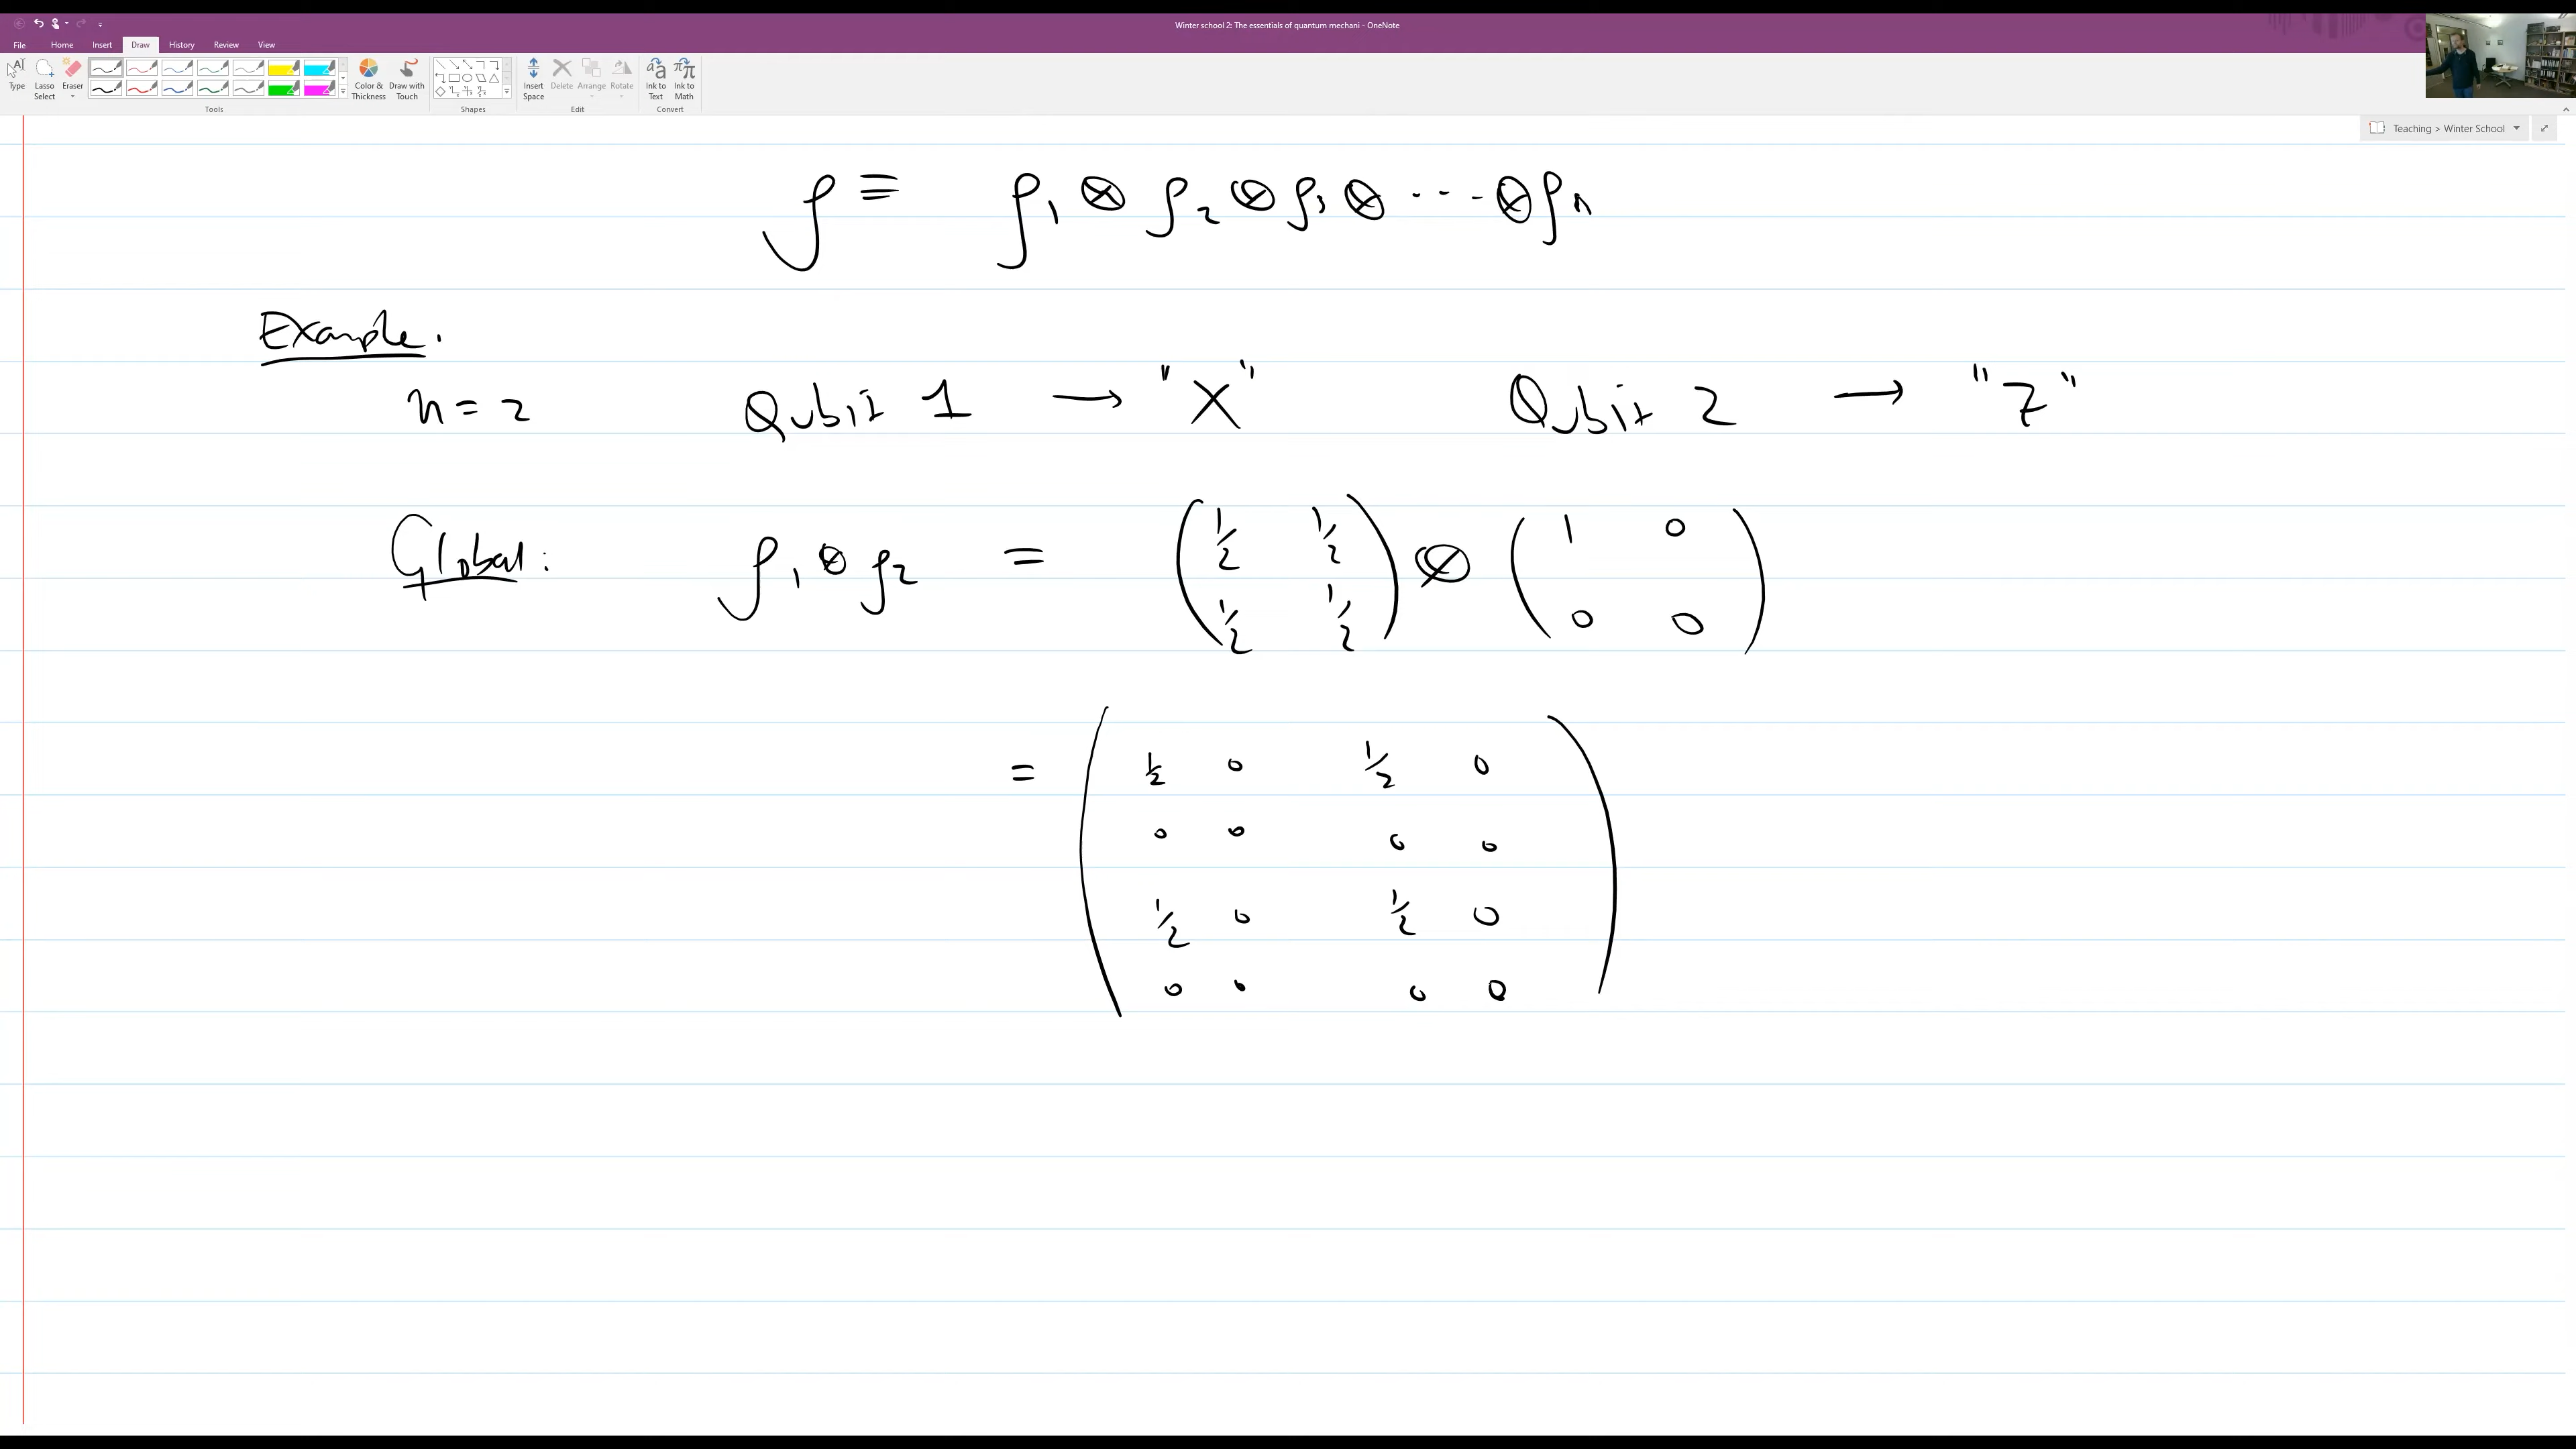 Winter school 2: The essentials of quantum mechani - OneNote
File Home Insert Draw History Review View
Type Lasso Select Eraser Color & Thickness Draw with Touch Insert Space Delete Arrange Rotate Ink to Text Ink to Math
Tools Shapes Edit Convert
Teaching > Winter School
ρ ≡ ρ₁ ⊗ ρ₂ ⊗ ρ₃ ⊗ ··· ⊗ ρₙ
Example.
n = 2 Qubit 1 → "X" Qubit 2 → "Z"
Global: ρ₁ ⊗ ρ₂ = ( 1/2 1/2 ; 1/2 1/2 ) ⊗ ( 1 0 ; 0 0 )
= ( 1/2 0 1/2 0
0 0 0 0
1/2 0 1/2 0
0 0 0 0 )